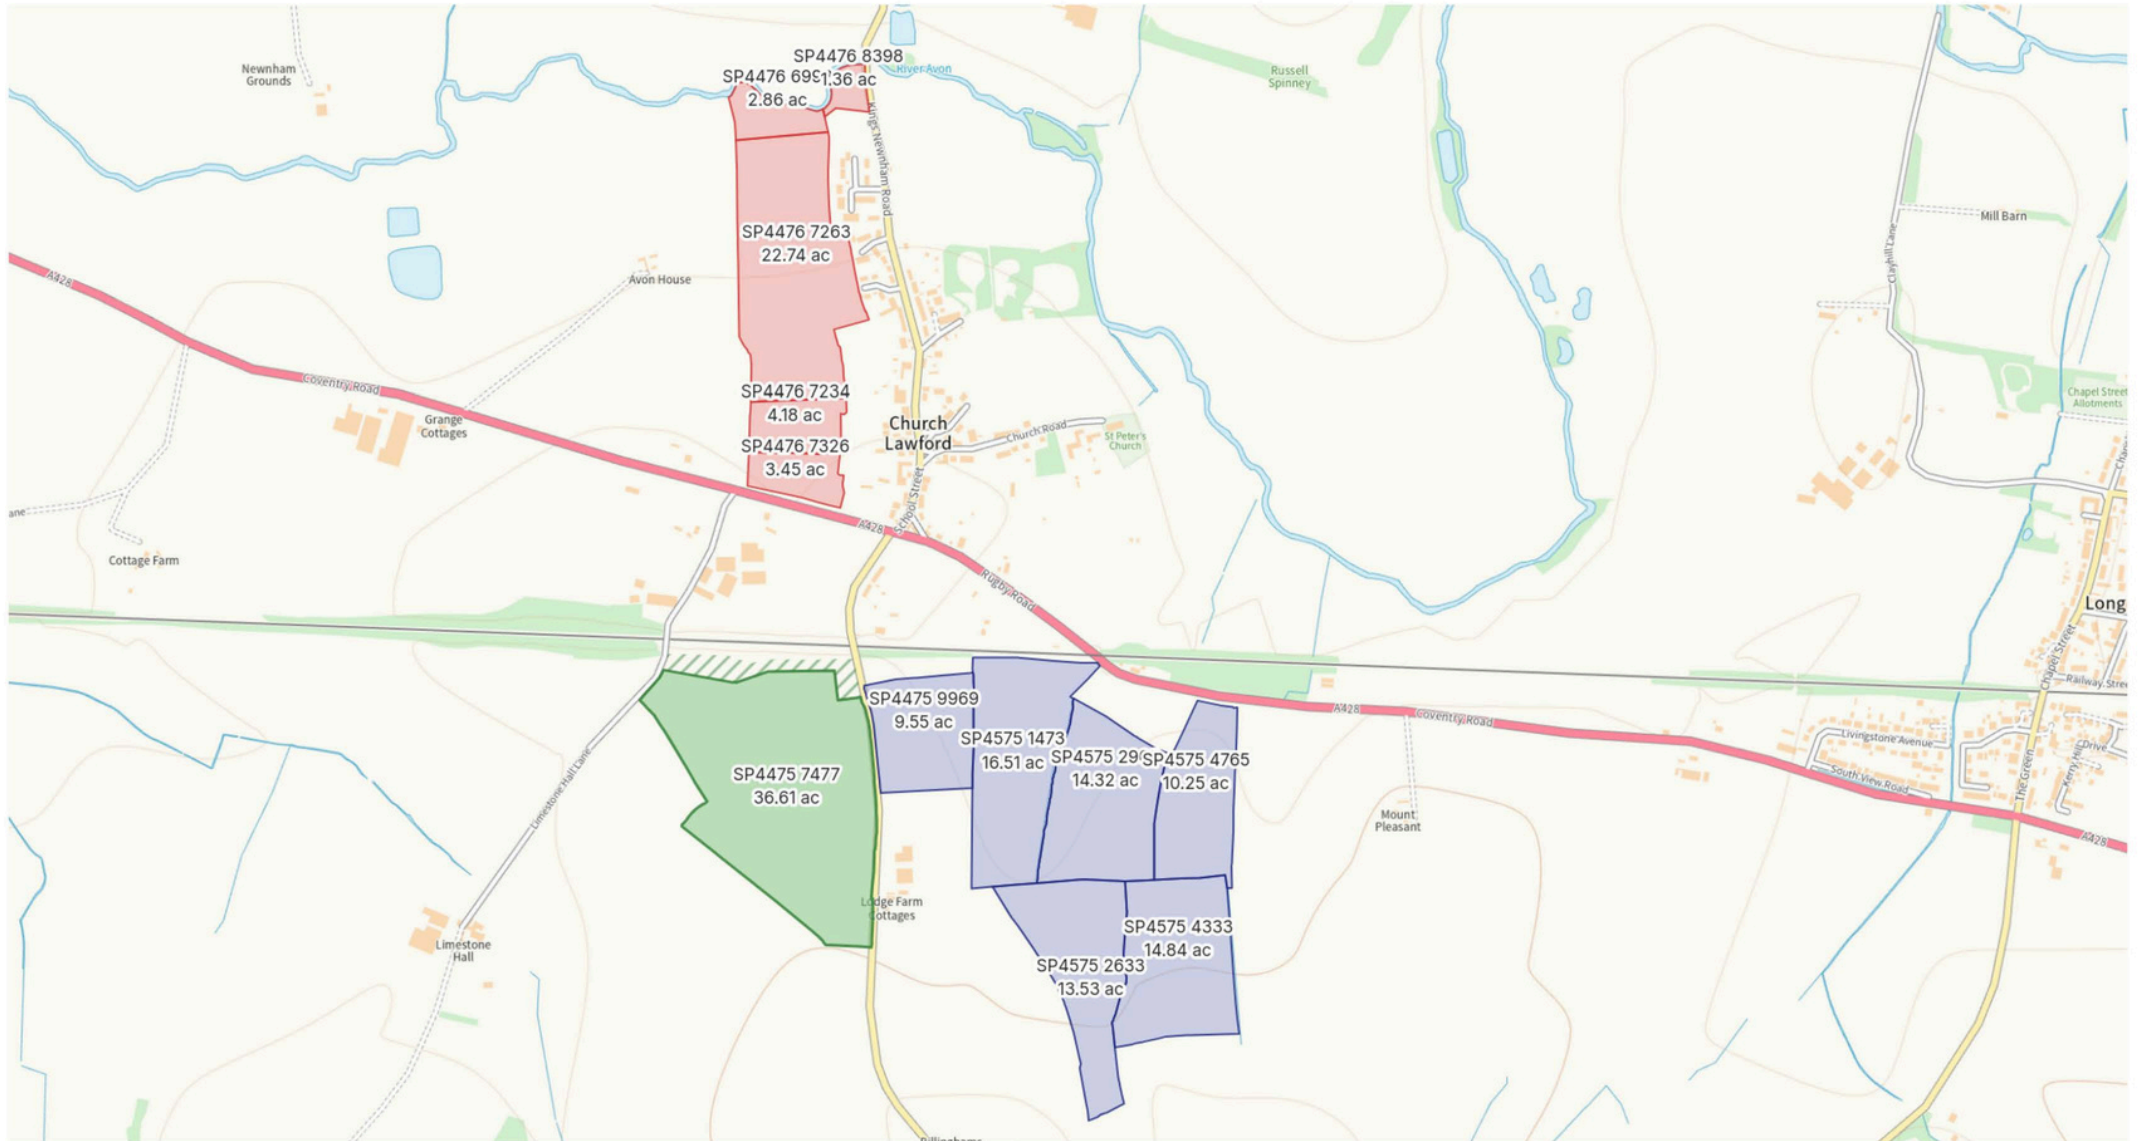 SP4476 8398
1.36 ac
SP4476 699
2.86 ac
River Avon
Newnham
Grounds
Russell
Spinney
Kings Newnham Road
Mill Barn
SP4476 7263
22.74 ac
Clayhill Lane
A428
Avon House
Coventry Road
Chapel Street
Allotments
SP4476 7234
4.18 ac
Grange
Cottages
Church
Lawford
Church Road
St Peter's
Church
SP4476 7326
3.45 ac
School Street
ane
A428
Cottage Farm
Rugby Road
Long
Chapel Street
Railway Stree
SP4475 9969
9.55 ac
A428
Coventry Road
Livingstone Avenue
Drive
Kerry Hill
SP4575 1473
16.51 ac
SP4575 29
14.32 ac
SP4575 4765
10.25 ac
SP4475 7477
36.61 ac
South View Road
The Green
Limestone Hall Lane
Mount
Pleasant
A428
Lodge Farm
Cottages
SP4575 4333
14.84 ac
Limestone
Hall
SP4575 2633
13.53 ac